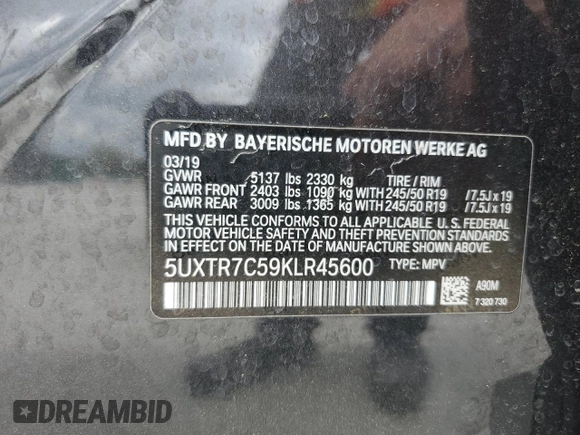 MFD BY BAYERISCHE MOTOREN WERKE AG
03/19
GVWR 5137 lbs 2330 kg TIRE / RIM
GAWR FRONT 2403 lbs 1090 kg WITH 245/50 R19 /7.5J x 19
GAWR REAR 3009 lbs 1365 kg WITH 245/50 R19 /7.5J x 19
THIS VEHICLE CONFORMS TO ALL APPLICABLE U.S.FEDERAL
MOTOR VEHICLE SAFETY AND THEFT PREVENTION
STANDARDS IN EFFECT ON THE DATE OF MANUFACTURE
SHOWN ABOVE.
5UXTR7C59KLR45600 TYPE: MPV
A90M
7 320 730
DREAMBID